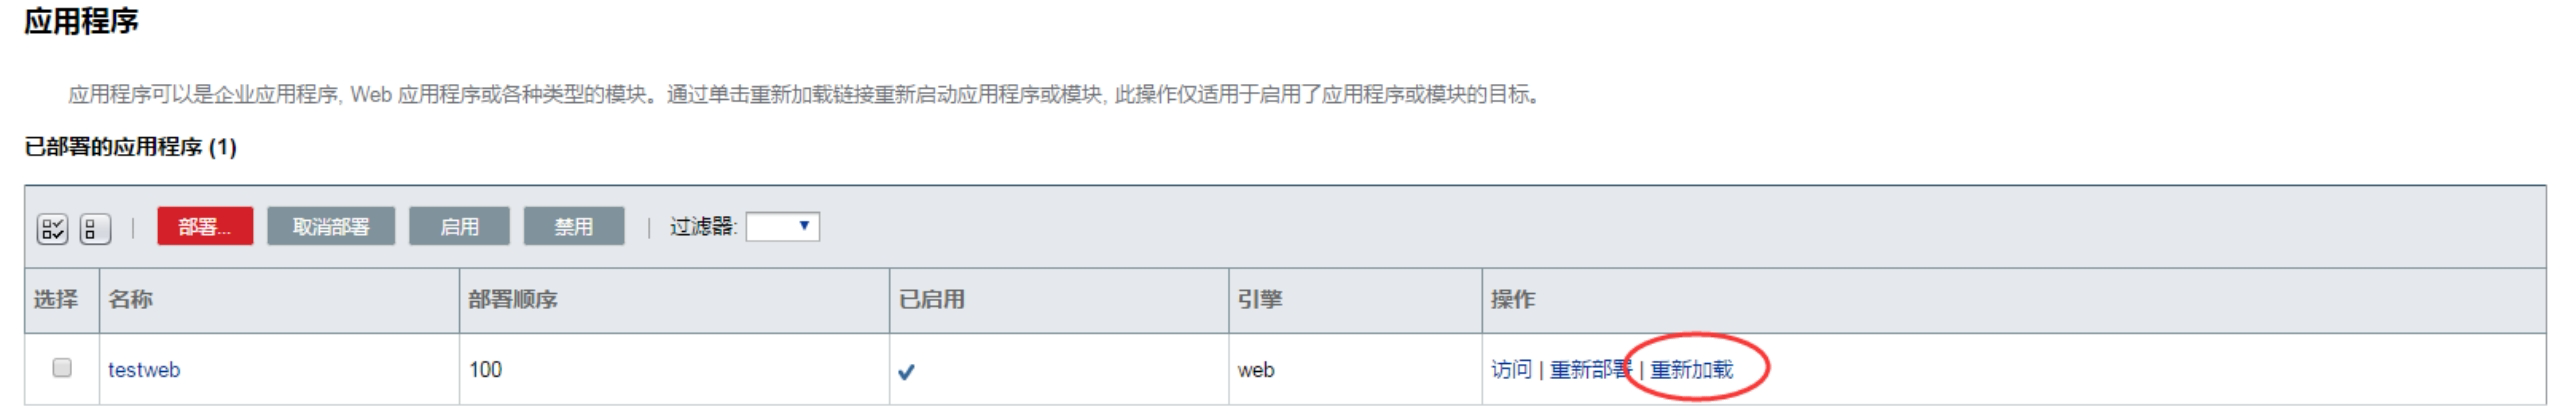 应用程序
应用程序可以是企业应用程序, Web 应用程序或各种类型的模块。通过单击重新加载链接重新启动应用程序或模块, 此操作仅适用于启用了应用程序或模块的目标。
已部署的应用程序 (1)
部署... 取消部署 启用 禁用 过滤器:
选择 名称 部署顺序 已启用 引擎 操作
testweb 100 web 访问 | 重新部署 | 重新加载